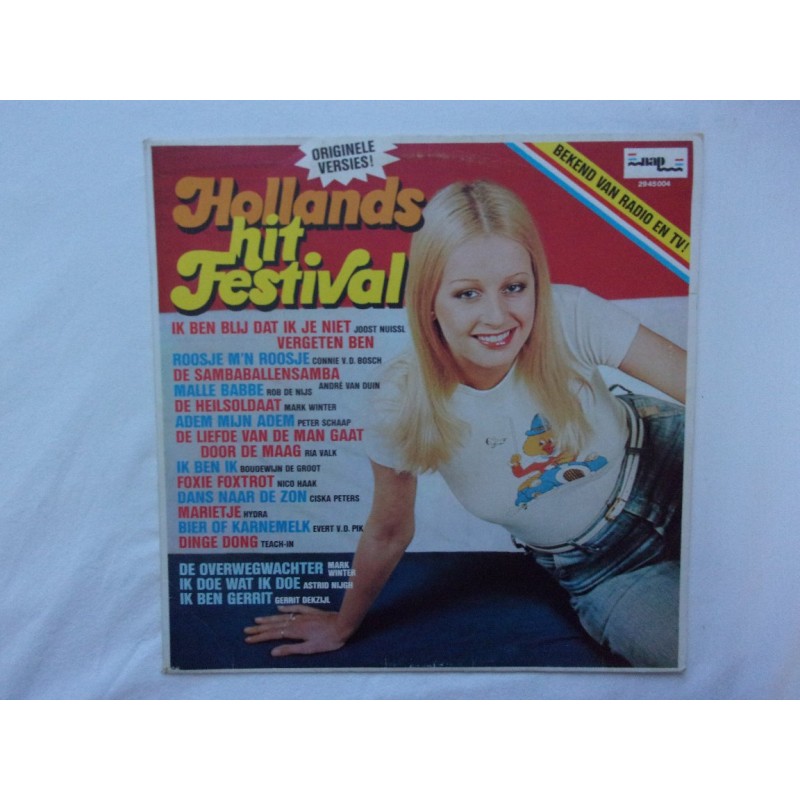 ORIGINELE
VERSIES!
Hollands
hit
Festival
BEKEND VAN RADIO EN TV!
nap
2945004
IK BEN BLIJ DAT IK JE NIET JOOST NUISSL
VERGETEN BEN
ROOSJE M'N ROOSJE CONNIE V.D. BOSCH
DE SAMBABALLENSAMBA
ANDRÉ VAN DUIN
MALLE BABBE ROB DE NIJS
DE HEILSOLDAAT MARK WINTER
ADEM MIJN ADEM PETER SCHAAP
DE LIEFDE VAN DE MAN GAAT
DOOR DE MAAG RIA VALK
IK BEN IK BOUDEWIJN DE GROOT
FOXIE FOXTROT NICO HAAK
DANS NAAR DE ZON CISKA PETERS
MARIETJE HYDRA
BIER OF KARNEMELK EVERT V.D. PIK
DINGE DONG TEACH-IN
DE OVERWEGWACHTER MARK
WINTER
IK DOE WAT IK DOE ASTRID NIJGH
IK BEN GERRIT GERRIT DEKZIJL